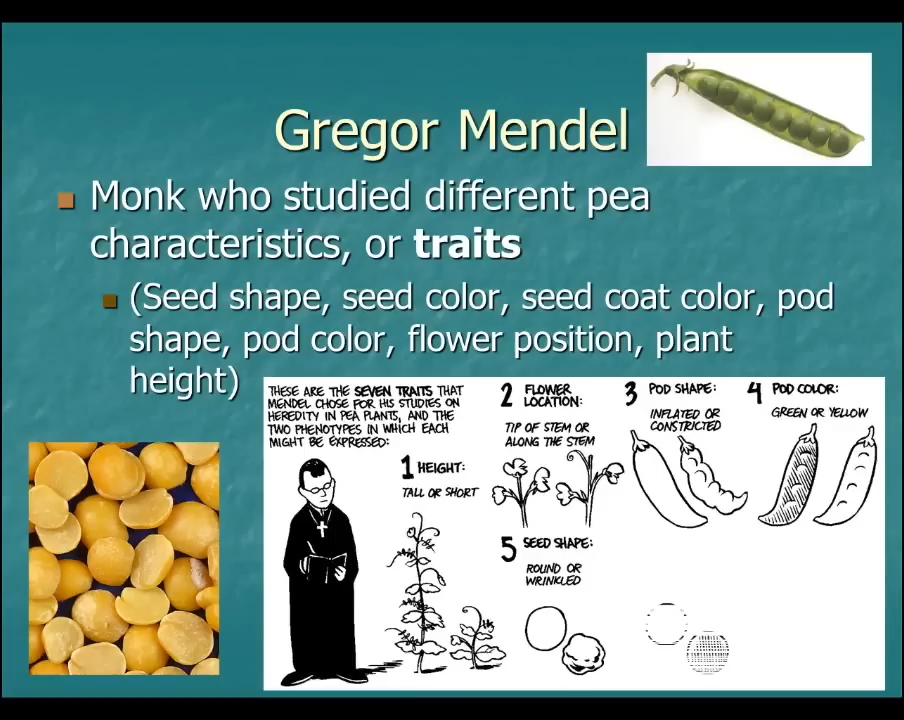 Gregor Mendel
Monk who studied different pea
characteristics, or traits
(Seed shape, seed color, seed coat color, pod
shape, pod color, flower position, plant
height)
THESE ARE THE SEVEN TRAITS THAT
MENDEL CHOSE FOR HIS STUDIES ON
HEREDITY IN PEA PLANTS, AND THE
TWO PHENOTYPES IN WHICH EACH
MIGHT BE EXPRESSED:
1 HEIGHT:
TALL OR SHORT
2 FLOWER
LOCATION:
TIP OF STEM OR
ALONG THE STEM
3 POD SHAPE:
INFLATED OR
CONSTRICTED
4 POD COLOR:
GREEN OR YELLOW
5 SEED SHAPE:
ROUND OR
WRINKLED